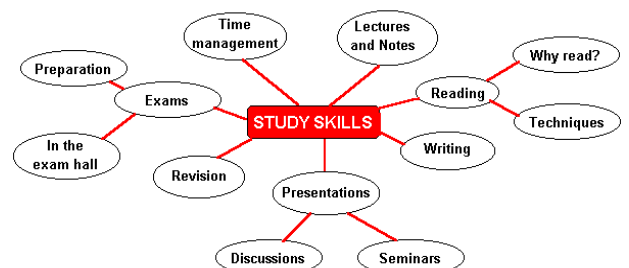 Time
management
Lectures
and Notes
Why read?
Preparation
Exams
Reading
STUDY SKILLS
Techniques
In the
exam hall
Revision
Writing
Presentations
Discussions
Seminars